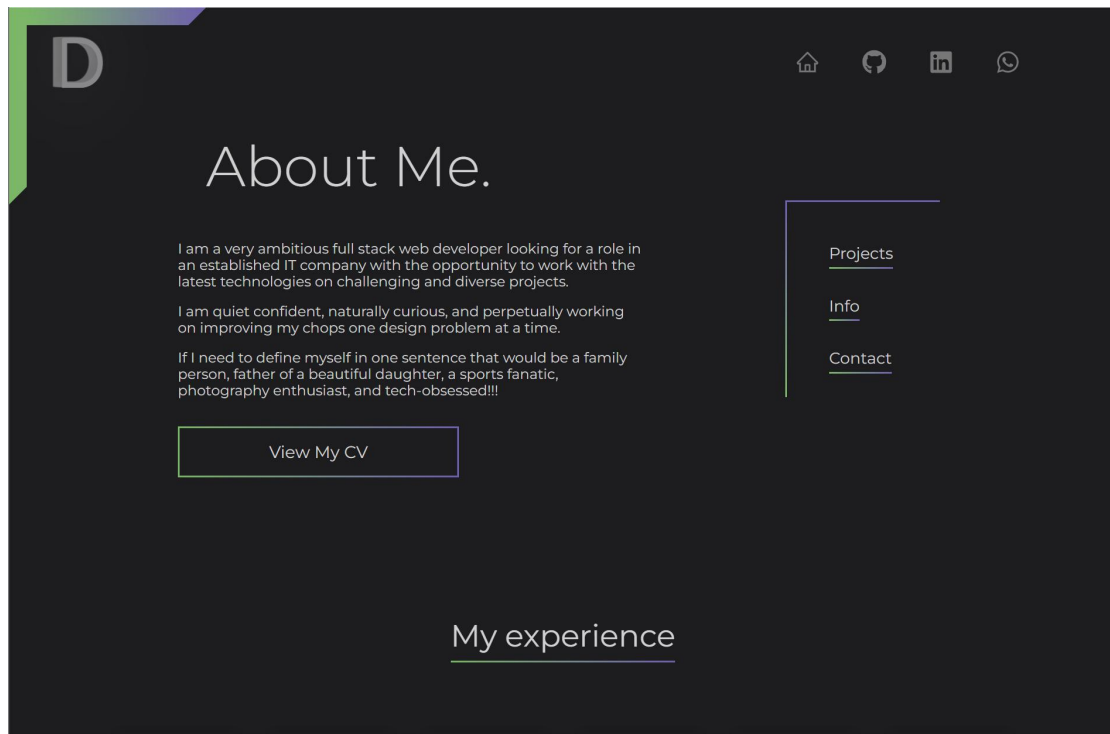 D
About Me.
I am a very ambitious full stack web developer looking for a role in
an established IT company with the opportunity to work with the
latest technologies on challenging and diverse projects.
I am quiet confident, naturally curious, and perpetually working
on improving my chops one design problem at a time.
If I need to define myself in one sentence that would be a family
person, father of a beautiful daughter, a sports fanatic,
photography enthusiast, and tech-obsessed!!!
View My CV
in
Projects
Info
Contact
My experience